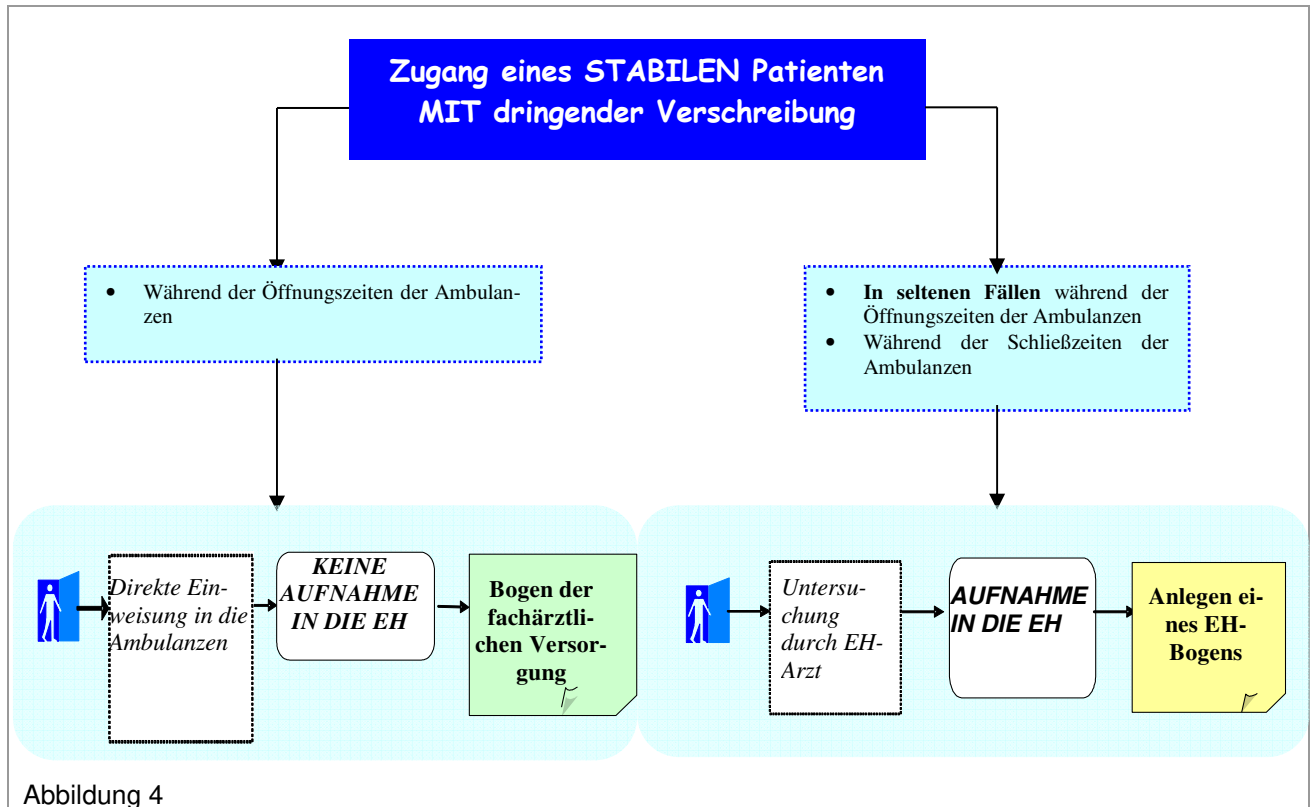 Zugang eines STABILEN Patienten
MIT dringender Verschreibung
• Während der Öffnungszeiten der Ambulan-
zen
• In seltenen Fällen während der
Öffnungszeiten der Ambulanzen
• Während der Schließzeiten der
Ambulanzen
Direkte Ein-
weisung in die
Ambulanzen
KEINE
AUFNAHME
IN DIE EH
Bogen der
fachärztli-
chen Versor-
gung
Untersu-
chung
durch EH-
Arzt
AUFNAHME
IN DIE EH
Anlegen ei-
nes EH-
Bogens
Abbildung 4